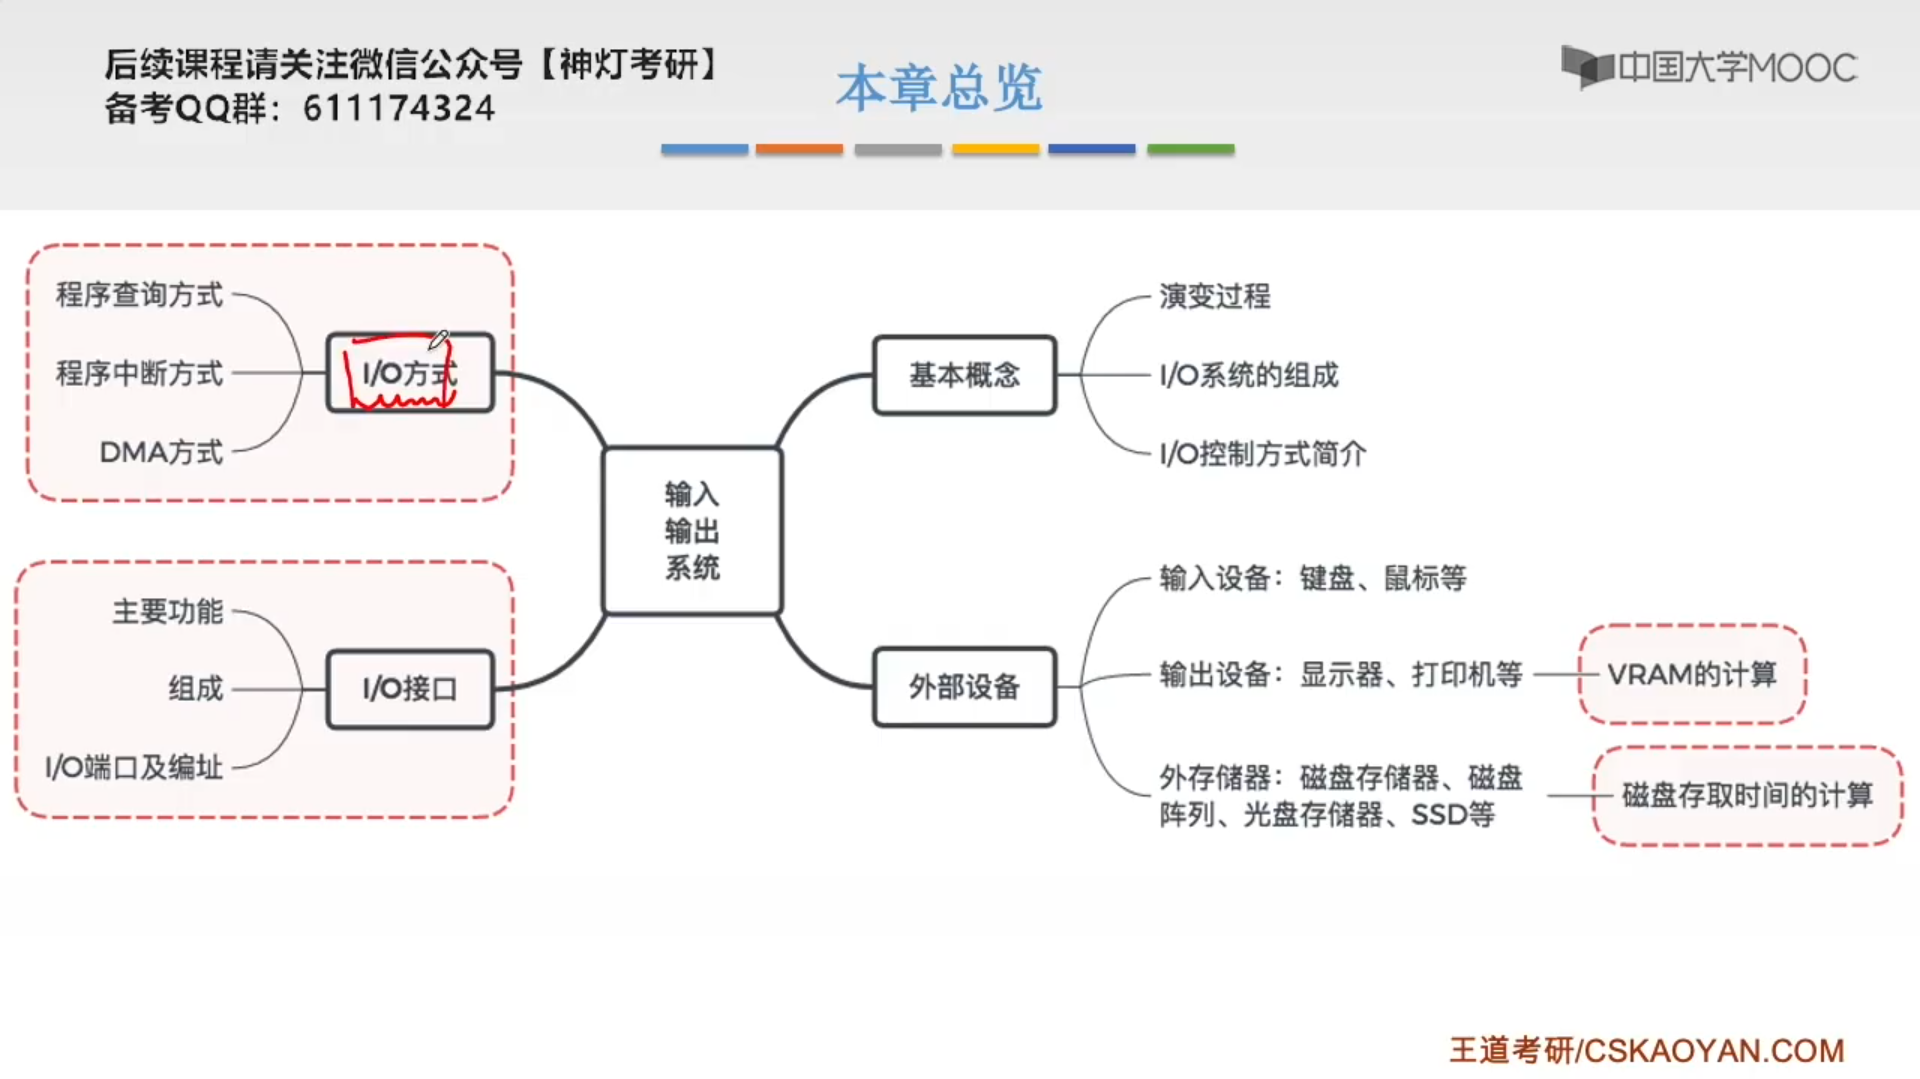 后续课程请关注微信公众号【神灯考研】
备考QQ群：611174324
本章总览
中国大学MOOC
程序查询方式
程序中断方式
DMA方式
I/O方式
主要功能
组成
I/O端口及编址
I/O接口
输入
输出
系统
基本概念
演变过程
I/O系统的组成
I/O控制方式简介
外部设备
输入设备：键盘、鼠标等
输出设备：显示器、打印机等
VRAM的计算
外存储器：磁盘存储器、磁盘
阵列、光盘存储器、SSD等
磁盘存取时间的计算
王道考研/CSKAOYAN.COM